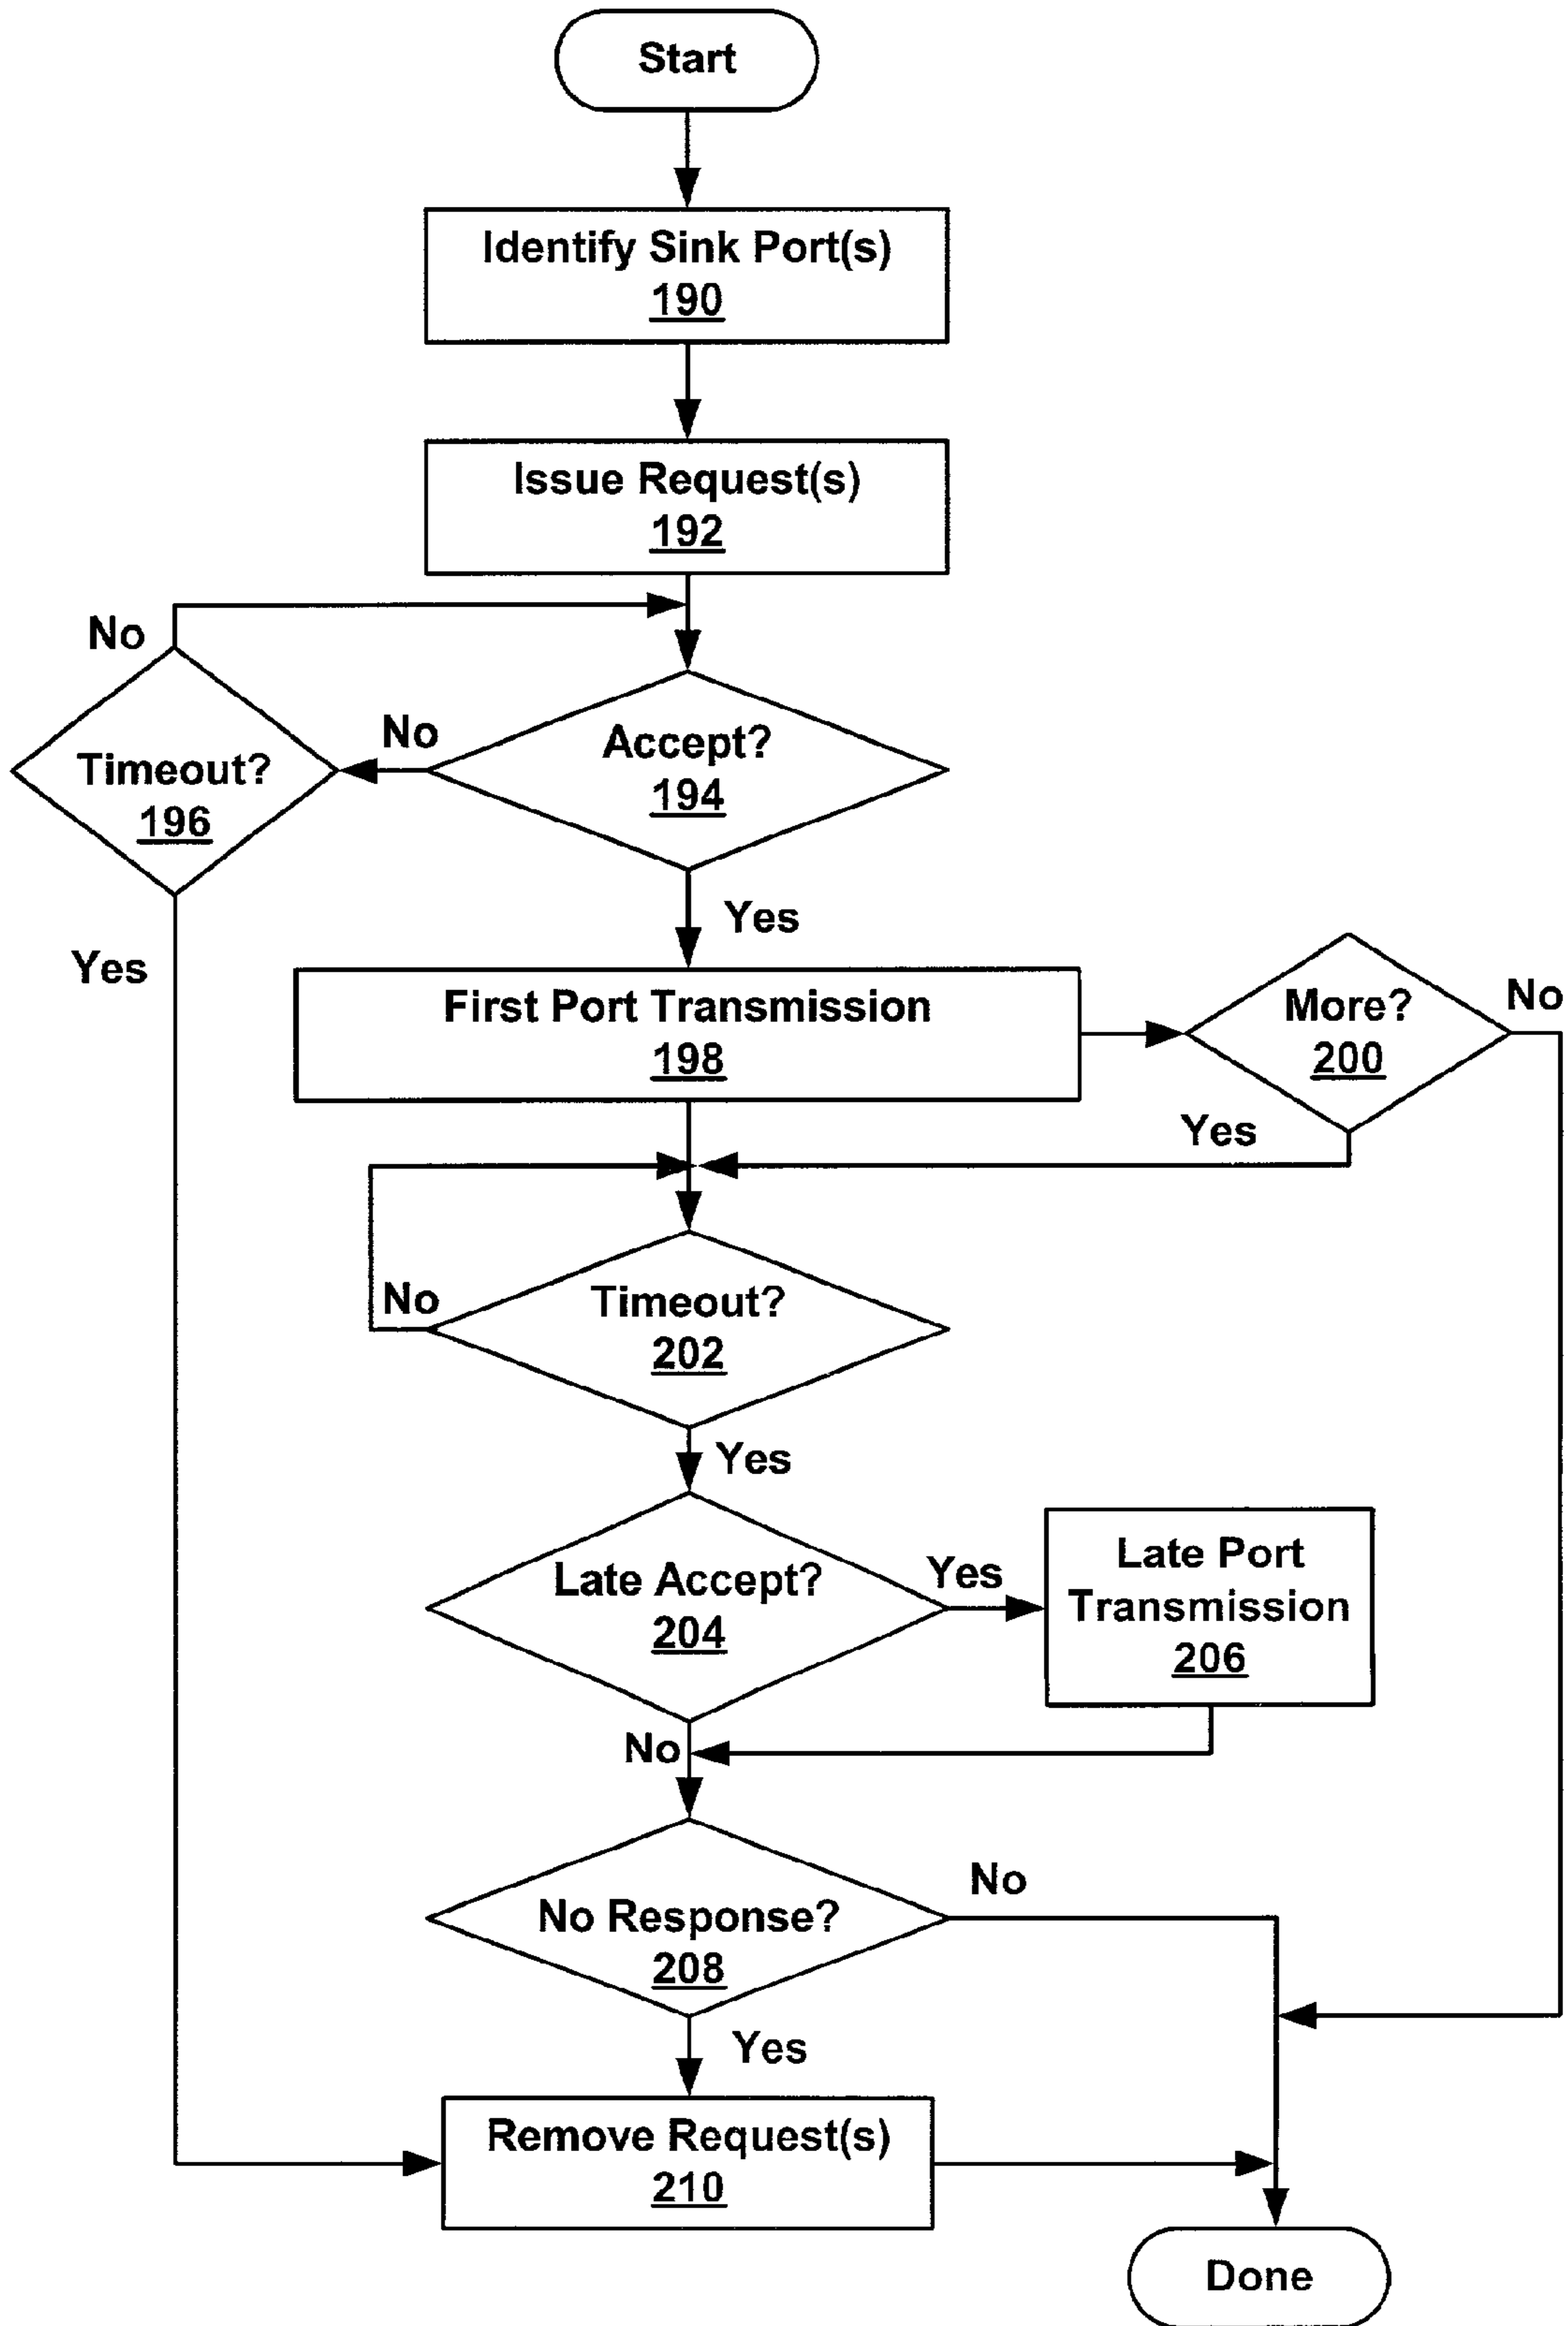 Start
Identify Sink Port(s)
190
Issue Request(s)
192
No
Timeout?
196
No
Accept?
194
Yes
Yes
First Port Transmission
198
More?
200
No
Yes
No
Timeout?
202
Yes
Late Accept?
204
Yes
Late Port
Transmission
206
No
No Response?
208
No
Yes
Remove Request(s)
210
Done